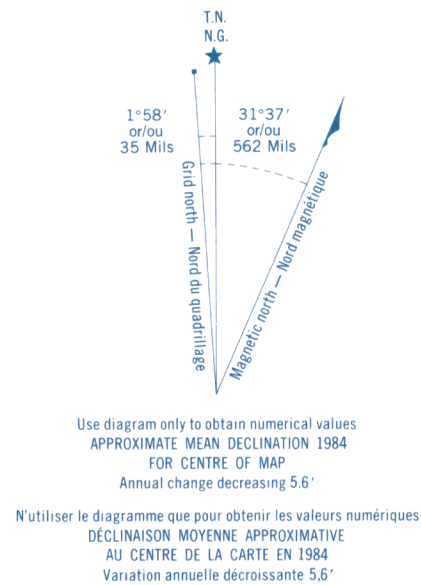 T.N.
N.G.
1°58′
or/ou
35 Mils
31°37′
or/ou
562 Mils
Grid north — Nord du quadrillage
Magnetic north — Nord magnétique
Use diagram only to obtain numerical values
APPROXIMATE MEAN DECLINATION 1984
FOR CENTRE OF MAP
Annual change decreasing 5.6′
N'utiliser le diagramme que pour obtenir les valeurs numériques
DÉCLINAISON MOYENNE APPROXIMATIVE
AU CENTRE DE LA CARTE EN 1984
Variation annuelle décroissante 5,6′